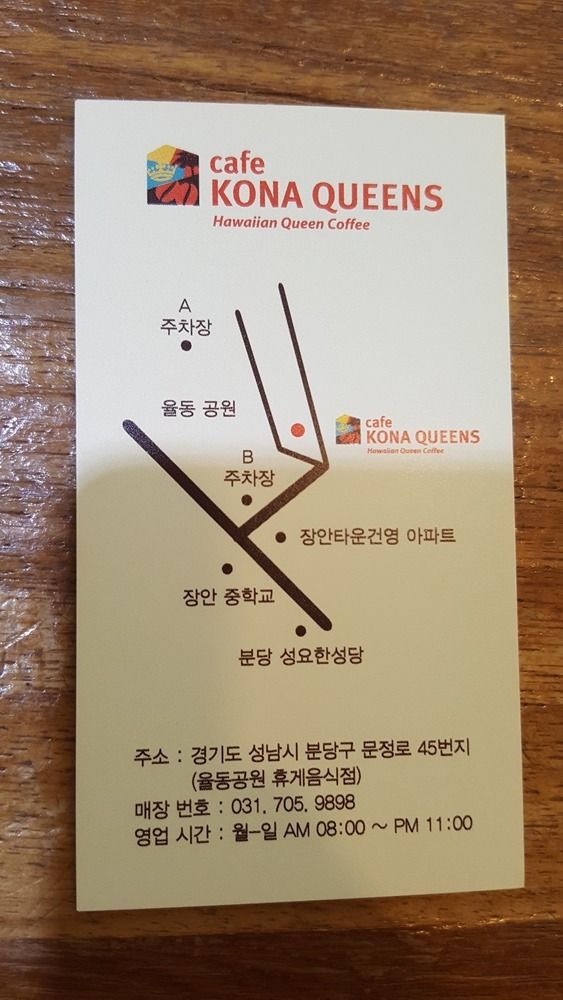 cafe
KONA QUEENS
Hawaiian Queen Coffee
A
주차장
율동 공원
cafe
KONA QUEENS
Hawaiian Queen Coffee
B
주차장
장안타운건영 아파트
장안 중학교
분당 성요한성당
주소 : 경기도 성남시 분당구 문정로 45번지
(율동공원 휴게음식점)
매장 번호 : 031. 705. 9898
영업 시간 : 월-일 AM 08:00 ~ PM 11:00